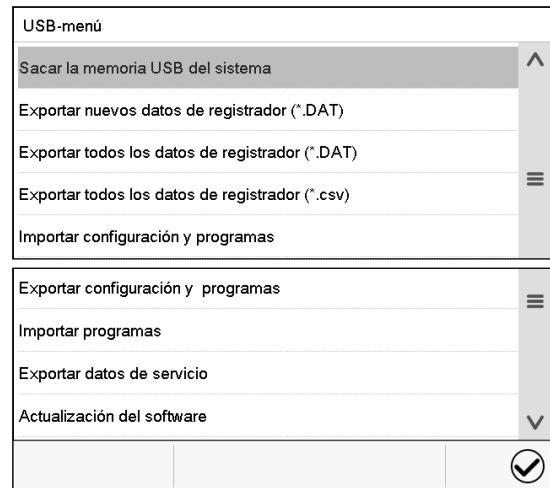 USB-menú
Sacar la memoria USB del sistema
Exportar nuevos datos de registrador (*.DAT)
Exportar todos los datos de registrador (*.DAT)
Exportar todos los datos de registrador (*.csv)
Importar configuración y programas
Exportar configuración y programas
Importar programas
Exportar datos de servicio
Actualización del software